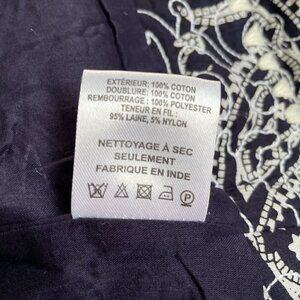 EXTÉRIEUR: 100% COTON
DOUBLURE: 100% COTON
REMBOURRAGE : 100% POLYESTER
TENEUR EN FIL :
95% LAINE, 5% NYLON
NETTOYAGE À SEC
SEULEMENT
FABRIQUE EN INDE
P